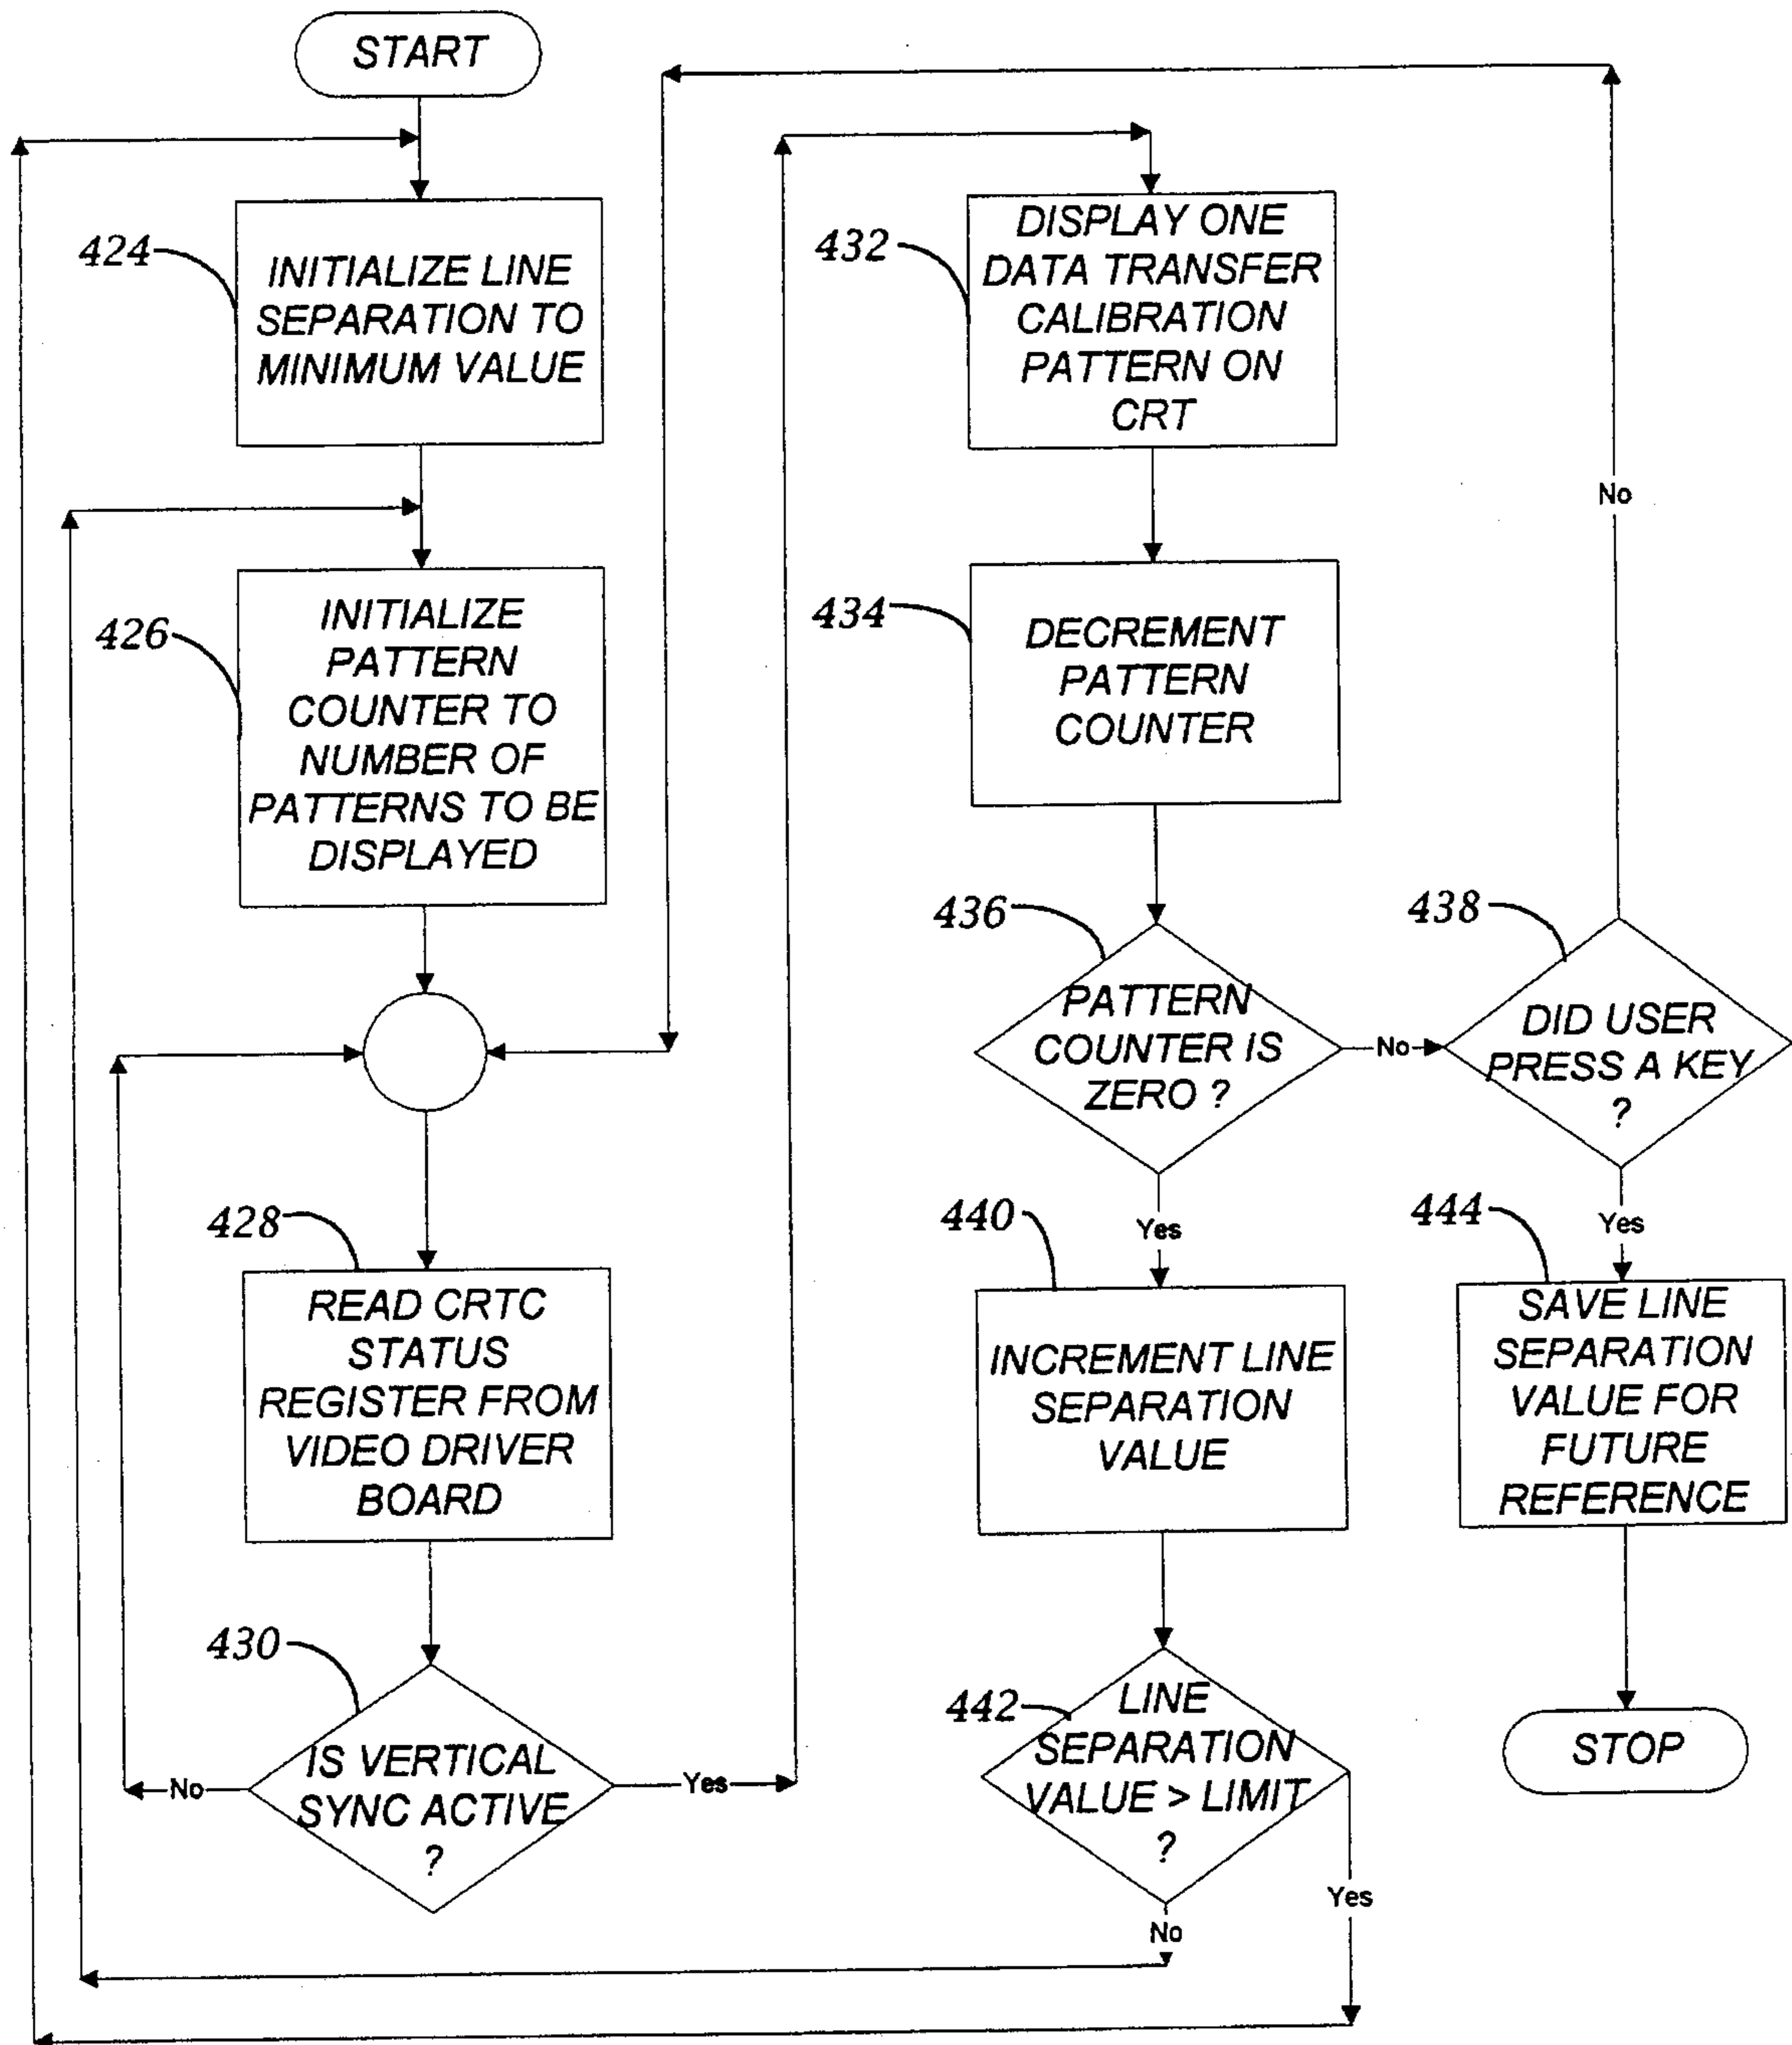 START
424
INITIALIZE LINE
SEPARATION TO
MINIMUM VALUE
426
INITIALIZE
PATTERN
COUNTER TO
NUMBER OF
PATTERNS TO BE
DISPLAYED
428
READ CRTC
STATUS
REGISTER FROM
VIDEO DRIVER
BOARD
430
IS VERTICAL
SYNC ACTIVE
?
No
Yes
432
DISPLAY ONE
DATA TRANSFER
CALIBRATION
PATTERN ON
CRT
434
DECREMENT
PATTERN
COUNTER
436
PATTERN
COUNTER IS
ZERO ?
No
Yes
438
DID USER
PRESS A KEY
?
No
Yes
440
INCREMENT LINE
SEPARATION
VALUE
442
LINE
SEPARATION
VALUE > LIMIT
?
No
Yes
444
SAVE LINE
SEPARATION
VALUE FOR
FUTURE
REFERENCE
STOP